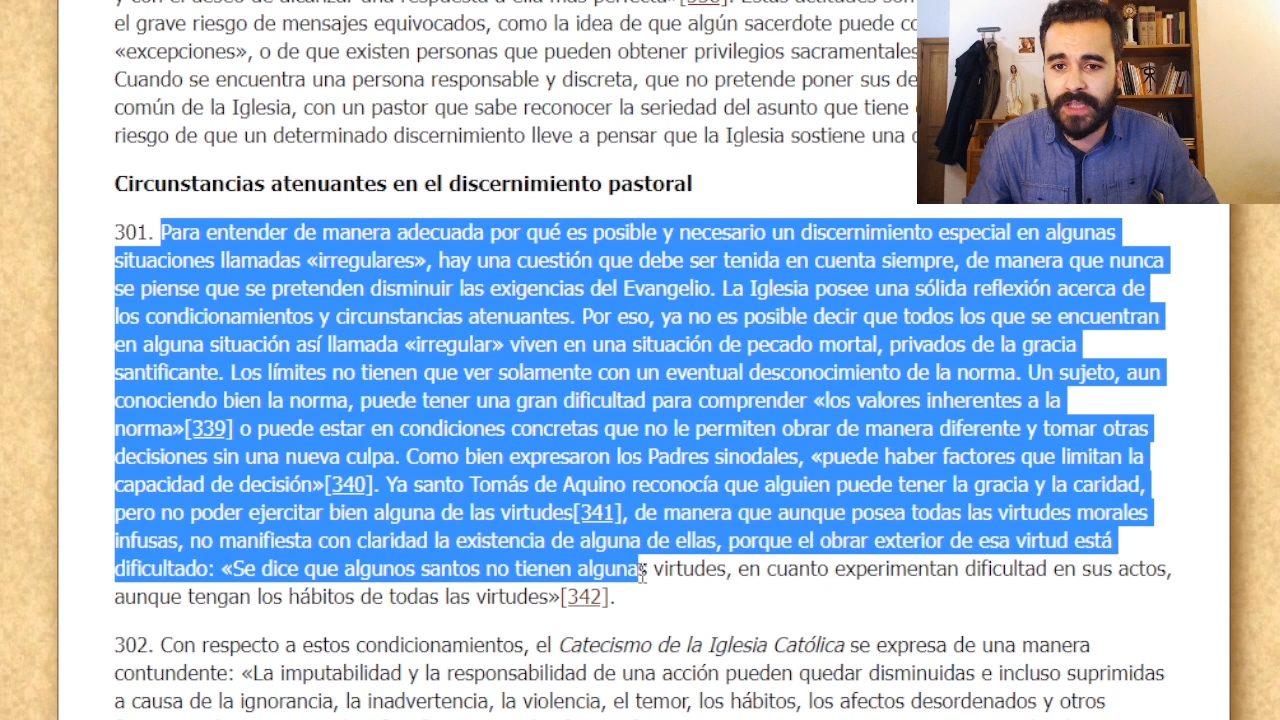 el grave riesgo de mensajes equivocados, como la idea de que algún sacerdote puede
«excepciones», o de que existen personas que pueden obtener privilegios sacramentales
Cuando se encuentra una persona responsable y discreta, que no pretende poner sus
común de la Iglesia, con un pastor que sabe reconocer la seriedad del asunto que tiene
riesgo de que un determinado discernimiento lleve a pensar que la Iglesia sostiene una
Circunstancias atenuantes en el discernimiento pastoral
301. Para entender de manera adecuada por qué es posible y necesario un discernimiento especial en algunas
situaciones llamadas «irregulares», hay una cuestión que debe ser tenida en cuenta siempre, de manera que nunca
se piense que se pretenden disminuir las exigencias del Evangelio. La Iglesia posee una sólida reflexión acerca de
los condicionamientos y circunstancias atenuantes. Por eso, ya no es posible decir que todos los que se encuentran
en alguna situación así llamada «irregular» viven en una situación de pecado mortal, privados de la gracia
santificante. Los límites no tienen que ver solamente con un eventual desconocimiento de la norma. Un sujeto, aun
conociendo bien la norma, puede tener una gran dificultad para comprender «los valores inherentes a la
norma»[339] o puede estar en condiciones concretas que no le permiten obrar de manera diferente y tomar otras
decisiones sin una nueva culpa. Como bien expresaron los Padres sinodales, «puede haber factores que limitan la
capacidad de decisión»[340]. Ya santo Tomás de Aquino reconocía que alguien puede tener la gracia y la caridad,
pero no poder ejercitar bien alguna de las virtudes[341], de manera que aunque posea todas las virtudes morales
infusas, no manifiesta con claridad la existencia de alguna de ellas, porque el obrar exterior de esa virtud está
dificultado: «Se dice que algunos santos no tienen algunas virtudes, en cuanto experimentan dificultad en sus actos,
aunque tengan los hábitos de todas las virtudes»[342].
302. Con respecto a estos condicionamientos, el Catecismo de la Iglesia Católica se expresa de una manera
contundente: «La imputabilidad y la responsabilidad de una acción pueden quedar disminuidas e incluso suprimidas
a causa de la ignorancia, la inadvertencia, la violencia, el temor, los hábitos, los afectos desordenados y otros